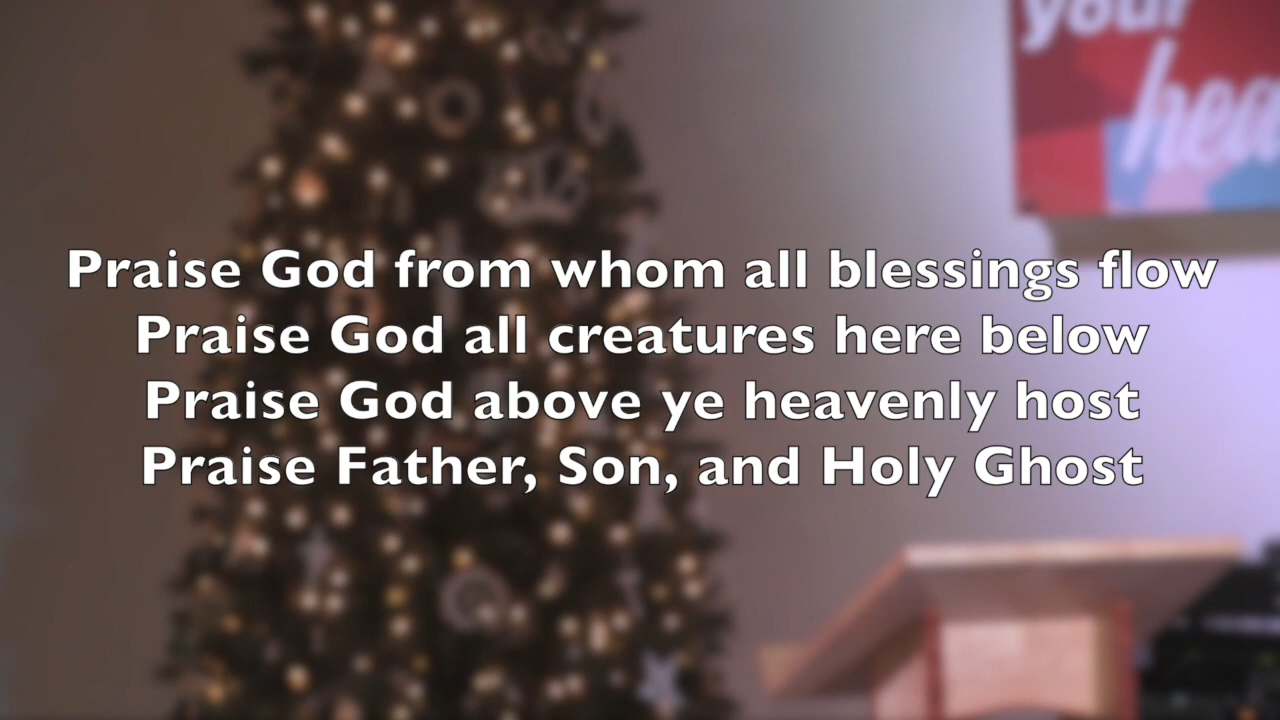 your
Praise God from whom all blessings flow
Praise God all creatures here below
Praise God above ye heavenly host
Praise Father, Son, and Holy Ghost